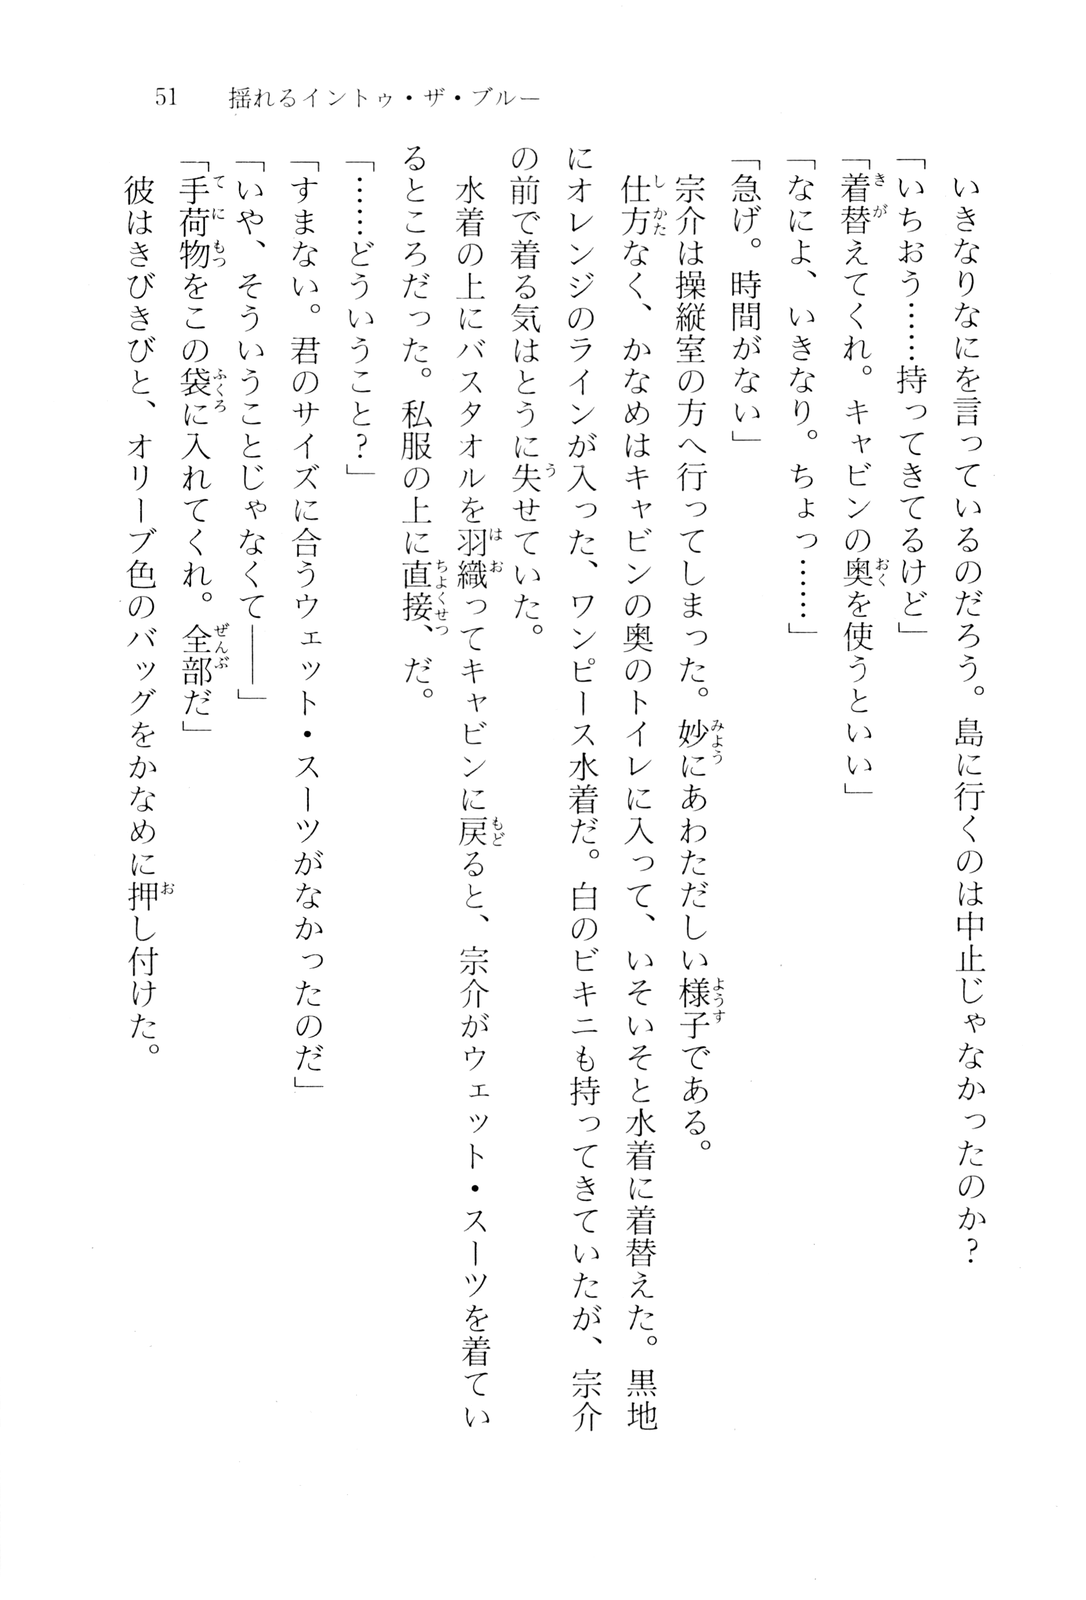 51　揺れるイントゥ・ザ・ブルー
　いきなりなにを言っているのだろう。島に行くのは中止じゃなかったのか？
「いちおう……持ってきてるけど」
「着替えてくれ。キャビンの奥を使うといい」
「なによ、いきなり。ちょっ……」
「急げ。時間がない」
　宗介は操縦室の方へ行ってしまった。妙にあわただしい様子である。
　仕方なく、かなめはキャビンの奥のトイレに入って、いそいそと水着に着替えた。黒地
にオレンジのラインが入った、ワンピース水着だ。白のビキニも持ってきていたが、宗介
の前で着る気はとうに失せていた。
　水着の上にバスタオルを羽織ってキャビンに戻ると、宗介がウェット・スーツを着てい
るところだった。私服の上に直接、だ。
「……どういうこと？」
「すまない。君のサイズに合うウェット・スーツがなかったのだ」
「いや、そういうことじゃなくて――」
「手荷物をこの袋に入れてくれ。全部だ」
　彼はきびきびと、オリーブ色のバッグをかなめに押し付けた。